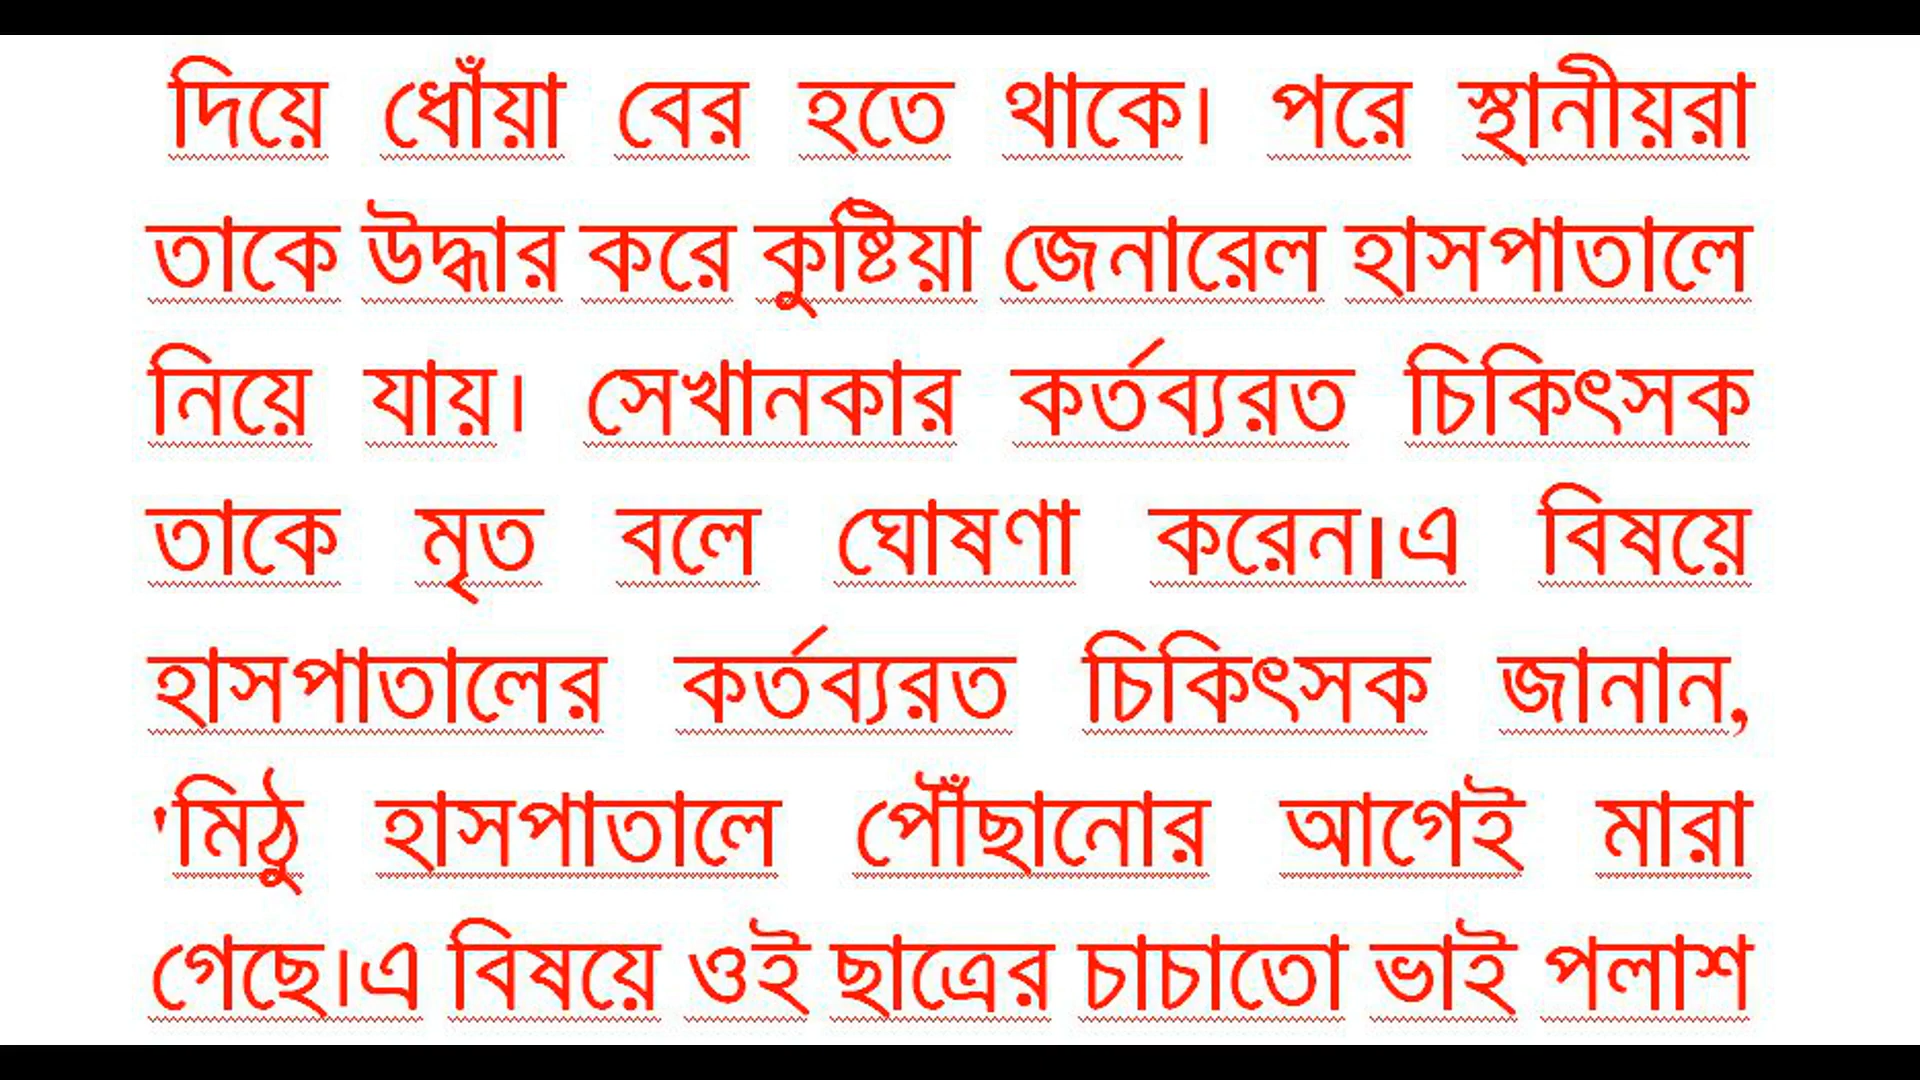 দিয়ে ধোঁয়া বের হতে থাকে। পরে স্থানীয়রা
তাকে উদ্ধার করে কুষ্টিয়া জেনারেল হাসপাতালে
নিয়ে যায়। সেখানকার কর্তব্যরত চিকিৎসক
তাকে মৃত বলে ঘোষণা করেন।এ বিষয়ে
হাসপাতালের কর্তব্যরত চিকিৎসক জানান,
'মিঠু হাসপাতালে পৌঁছানোর আগেই মারা
গেছে।এ বিষয়ে ওই ছাত্রের চাচাতো ভাই পলাশ